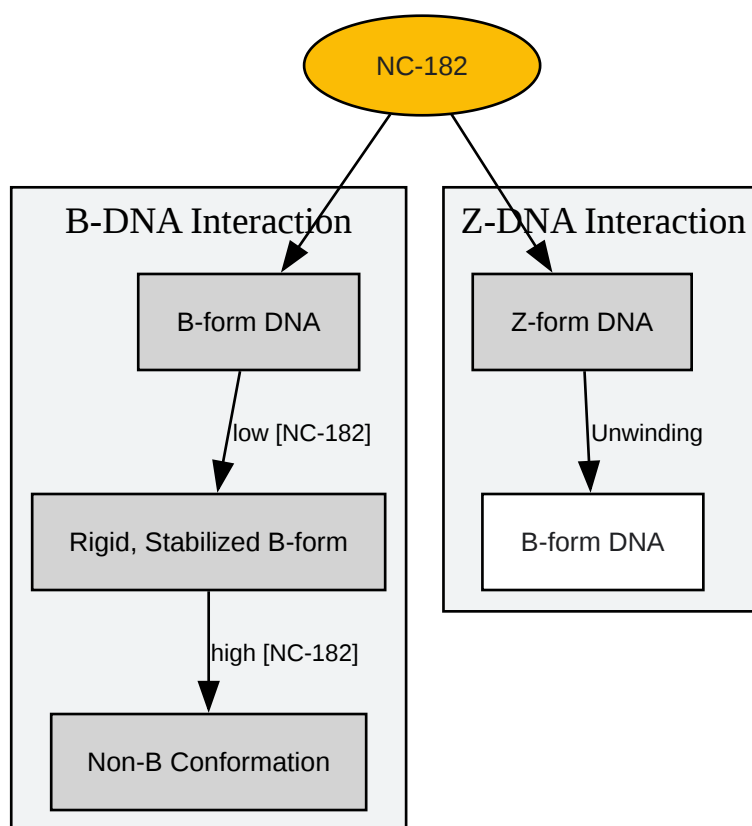 NC-182
B-DNA Interaction
B-form DNA
low [NC-182]
Rigid, Stabilized B-form
high [NC-182]
Non-B Conformation
Z-DNA Interaction
Z-form DNA
Unwinding
B-form DNA